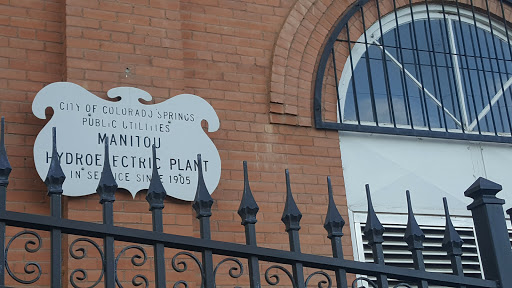 CITY OF COLORADO SPRINGS
PUBLIC UTILITIES
MANITOU
HYDROELECTRIC PLANT
IN SERVICE SINCE 1905